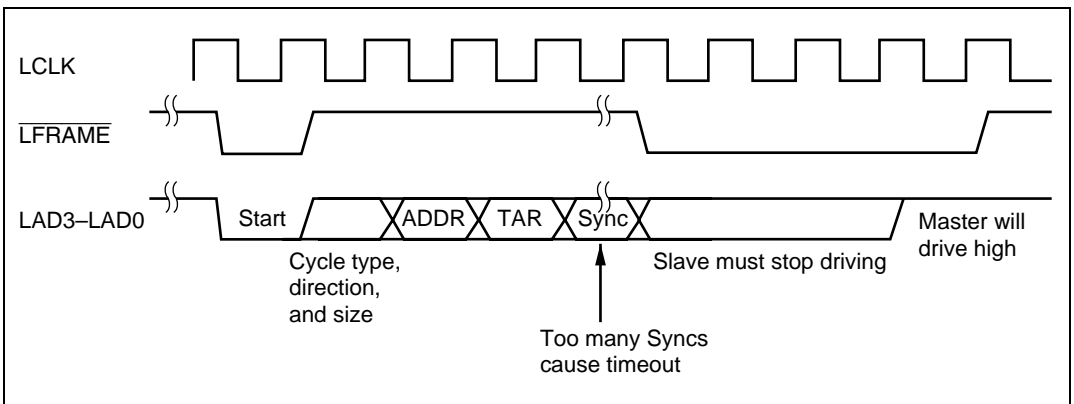 LCLK
LFRAME
LAD3–LAD0
Start
ADDR
TAR
Sync
Cycle type,
direction,
and size
Slave must stop driving
Master will
drive high
Too many Syncs
cause timeout